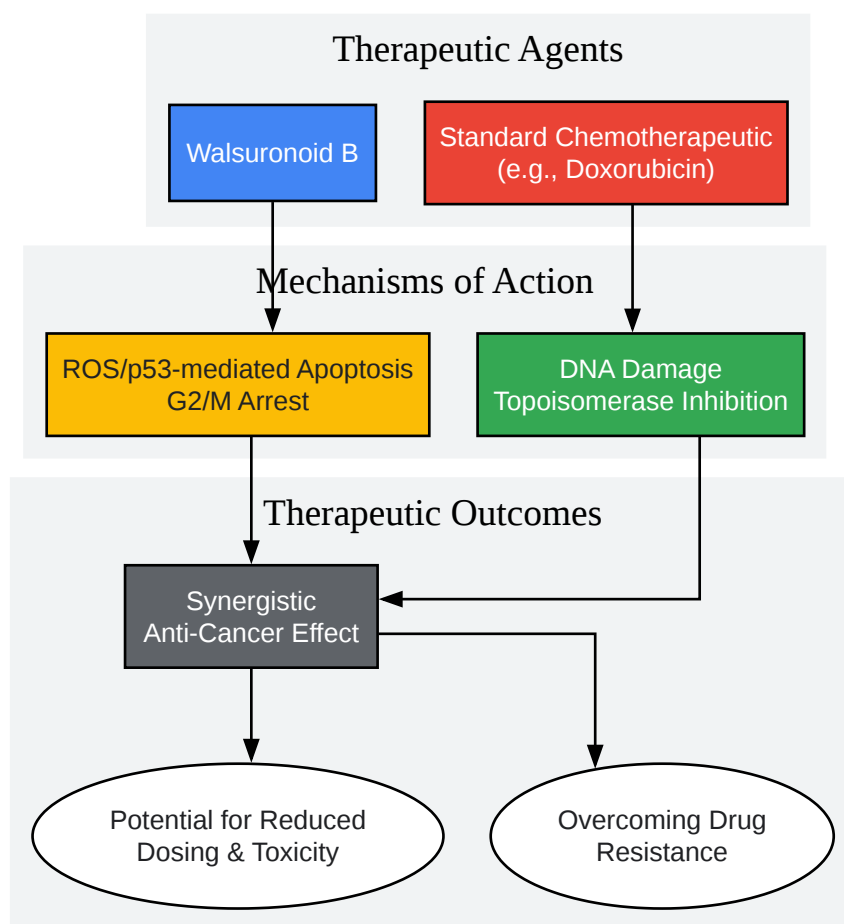 Therapeutic Agents
Walsuronoid B
Standard Chemotherapeutic
(e.g., Doxorubicin)
Mechanisms of Action
ROS/p53-mediated Apoptosis
G2/M Arrest
DNA Damage
Topoisomerase Inhibition
Therapeutic Outcomes
Synergistic
Anti-Cancer Effect
Potential for Reduced
Dosing & Toxicity
Overcoming Drug
Resistance